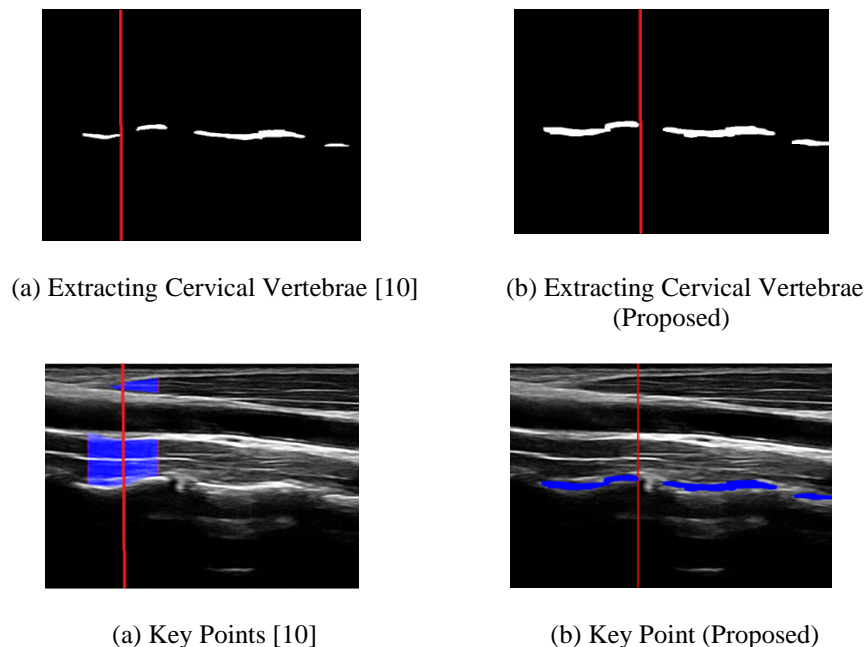 (a) Extracting Cervical Vertebrae [10]
(b) Extracting Cervical Vertebrae
(Proposed)
(a) Key Points [10]
(b) Key Point (Proposed)